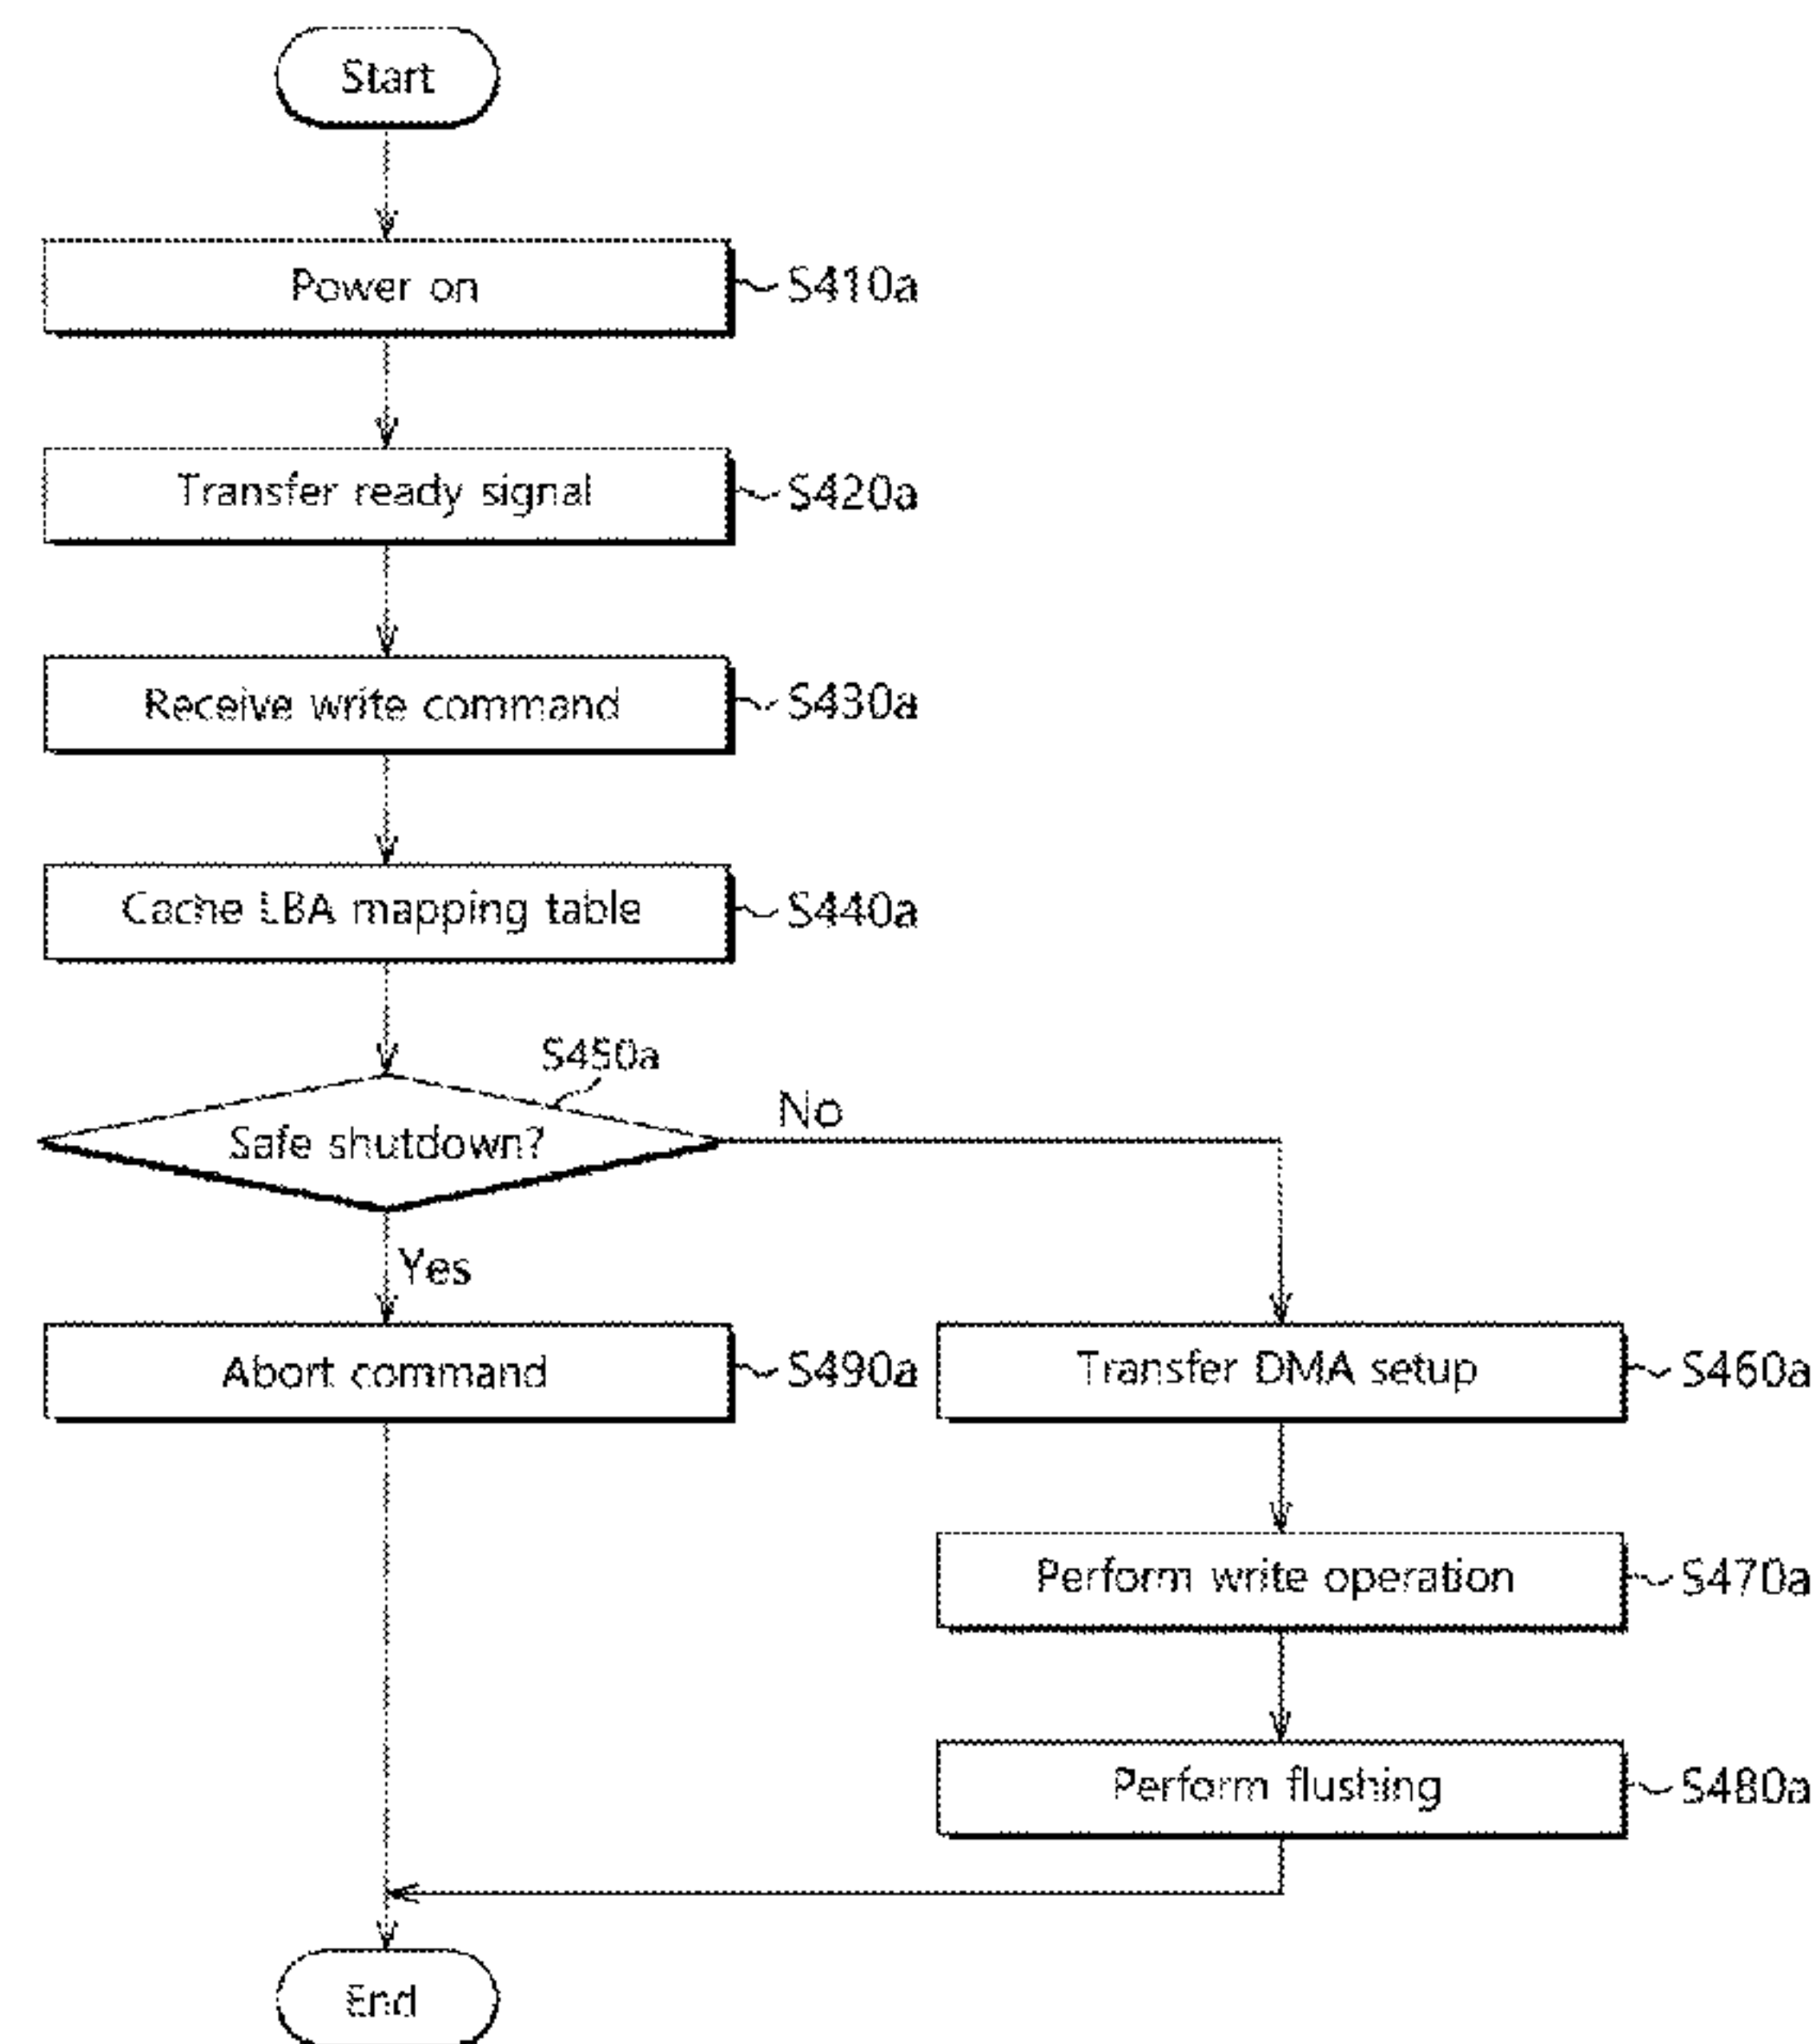 Start
Power on
S410a
Transfer ready signal
S420a
Receive write command
S430a
Cache LBA mapping table
S440a
S450a
Safe shutdown?
No
Yes
Abort command
S490a
Transfer DMA setup
S460a
Perform write operation
S470a
Perform flushing
S480a
End